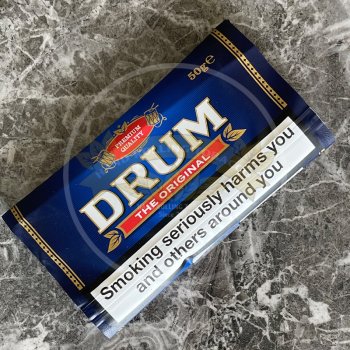 50g℮
PREMIUM
QUALITY
DRUM
THE ORIGINAL
Smoking seriously harms you
and others around you